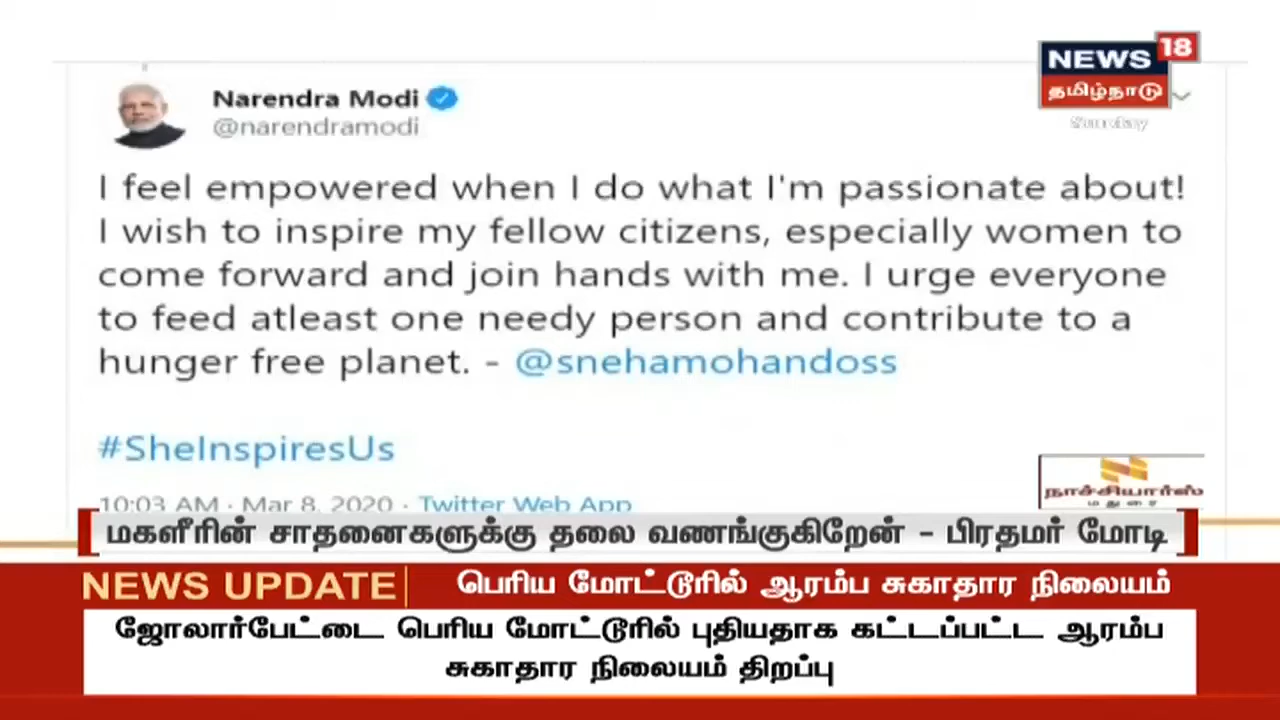 NEWS 18
தமிழ்நாடு
Sunday
Narendra Modi
@narendramodi
I feel empowered when I do what I'm passionate about!
I wish to inspire my fellow citizens, especially women to
come forward and join hands with me. I urge everyone
to feed atleast one needy person and contribute to a
hunger free planet. - @snehamohandoss
#SheInspiresUs
10:03 AM · Mar 8, 2020 · Twitter Web App
நாச்சியார்ஸ்
மதுரை
மகளீரின் சாதனைகளுக்கு தலை வணங்குகிறேன் - பிரதமர் மோடி
NEWS UPDATE
பெரிய மோட்டூரில் ஆரம்ப சுகாதார நிலையம்
ஜோலார்பேட்டை பெரிய மோட்டூரில் புதியதாக கட்டப்பட்ட ஆரம்ப
சுகாதார நிலையம் திறப்பு